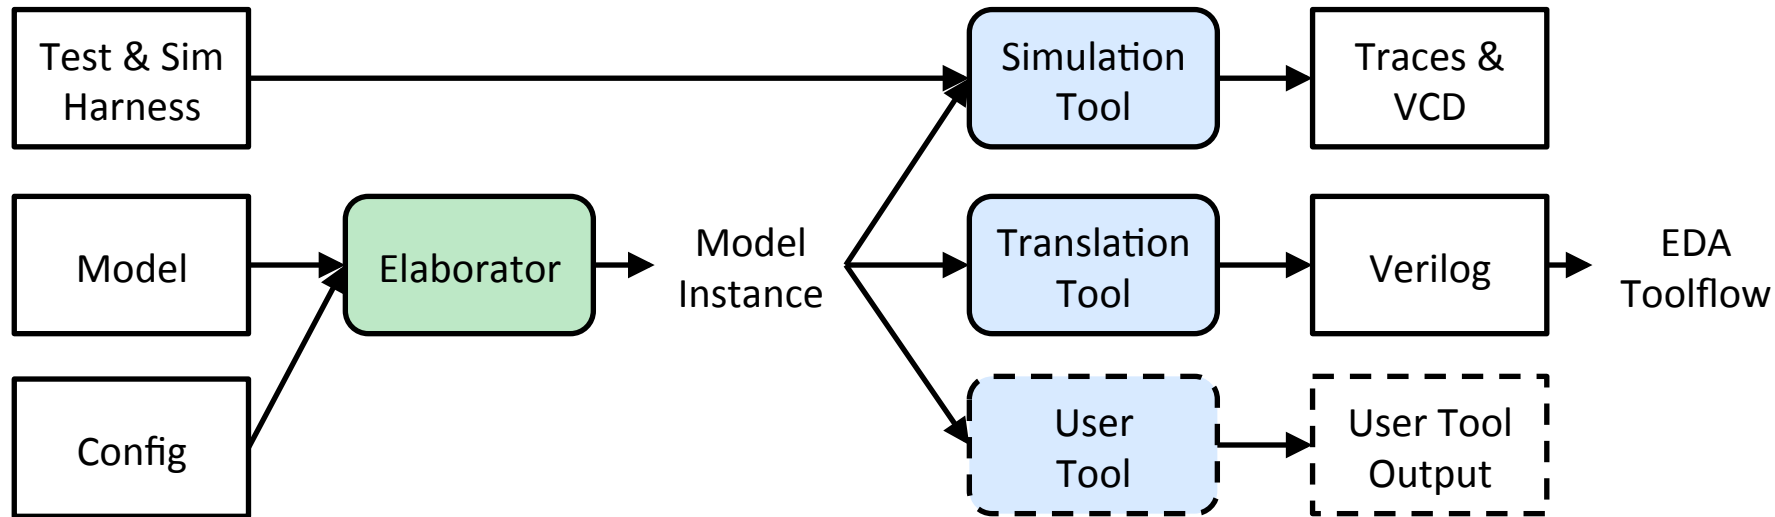 Test & Sim
Harness
Simulation
Tool
Traces &
VCD
Model
Elaborator
Model
Instance
Translation
Tool
Verilog
EDA
Toolflow
Config
User
Tool
User Tool
Output